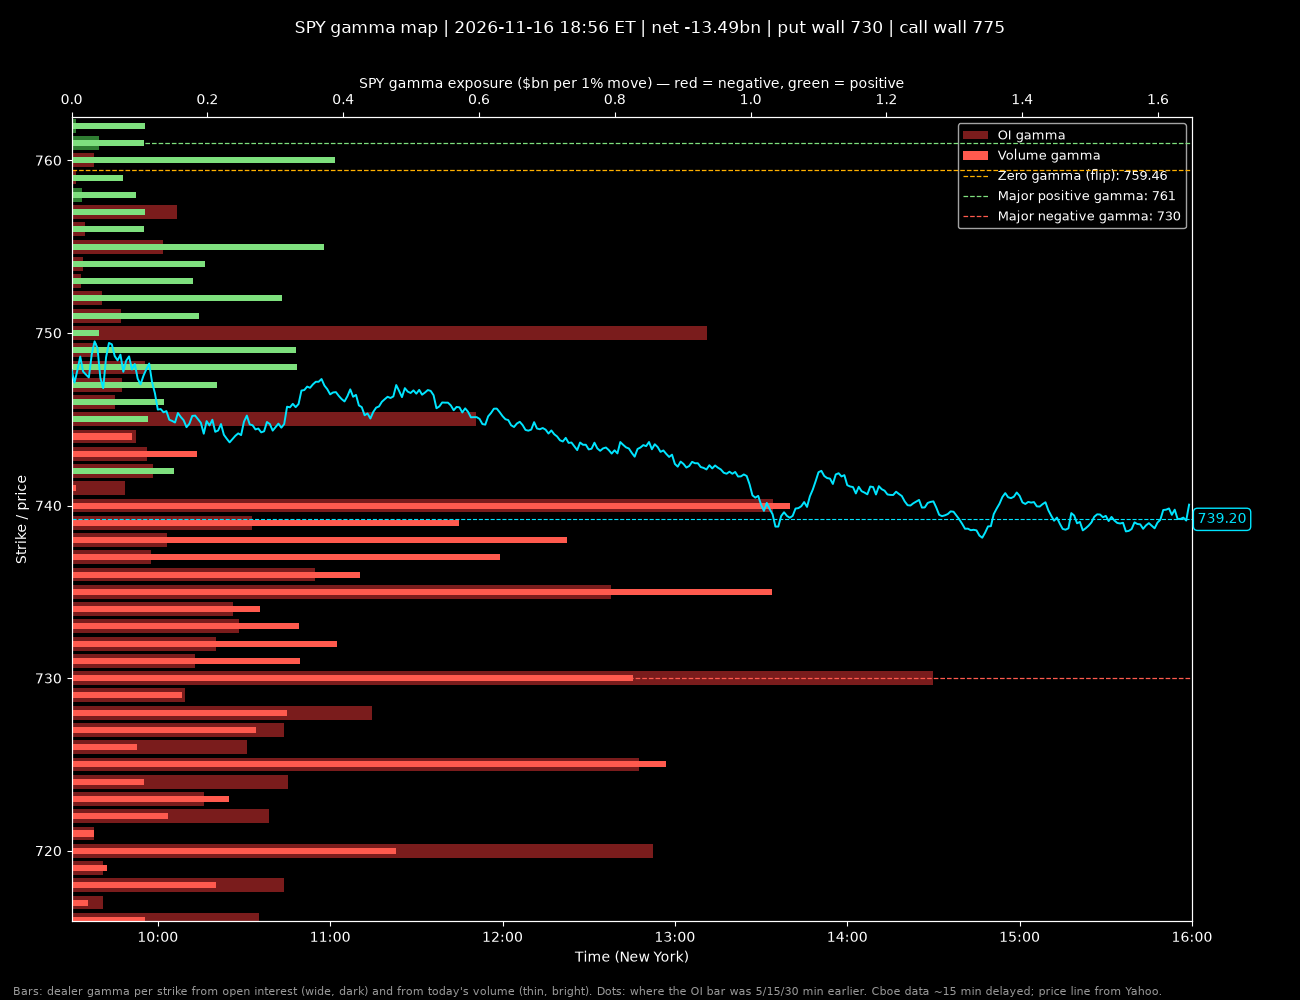 SPY gamma map | 2026-11-16 18:56 ET | net -13.49bn | put wall 730 | call wall 775
SPY gamma exposure ($bn per 1% move) — red = negative, green = positive
0.0 0.2 0.4 0.6 0.8 1.0 1.2 1.4 1.6
OI gamma
Volume gamma
Zero gamma (flip): 759.46
Major positive gamma: 761
Major negative gamma: 730
760
750
740
730
720
Strike / price
739.20
10:00 11:00 12:00 13:00 14:00 15:00 16:00
Time (New York)
Bars: dealer gamma per strike from open interest (wide, dark) and from today's volume (thin, bright). Dots: where the OI bar was 5/15/30 min earlier. Cboe data ~15 min delayed; price line from Yahoo.